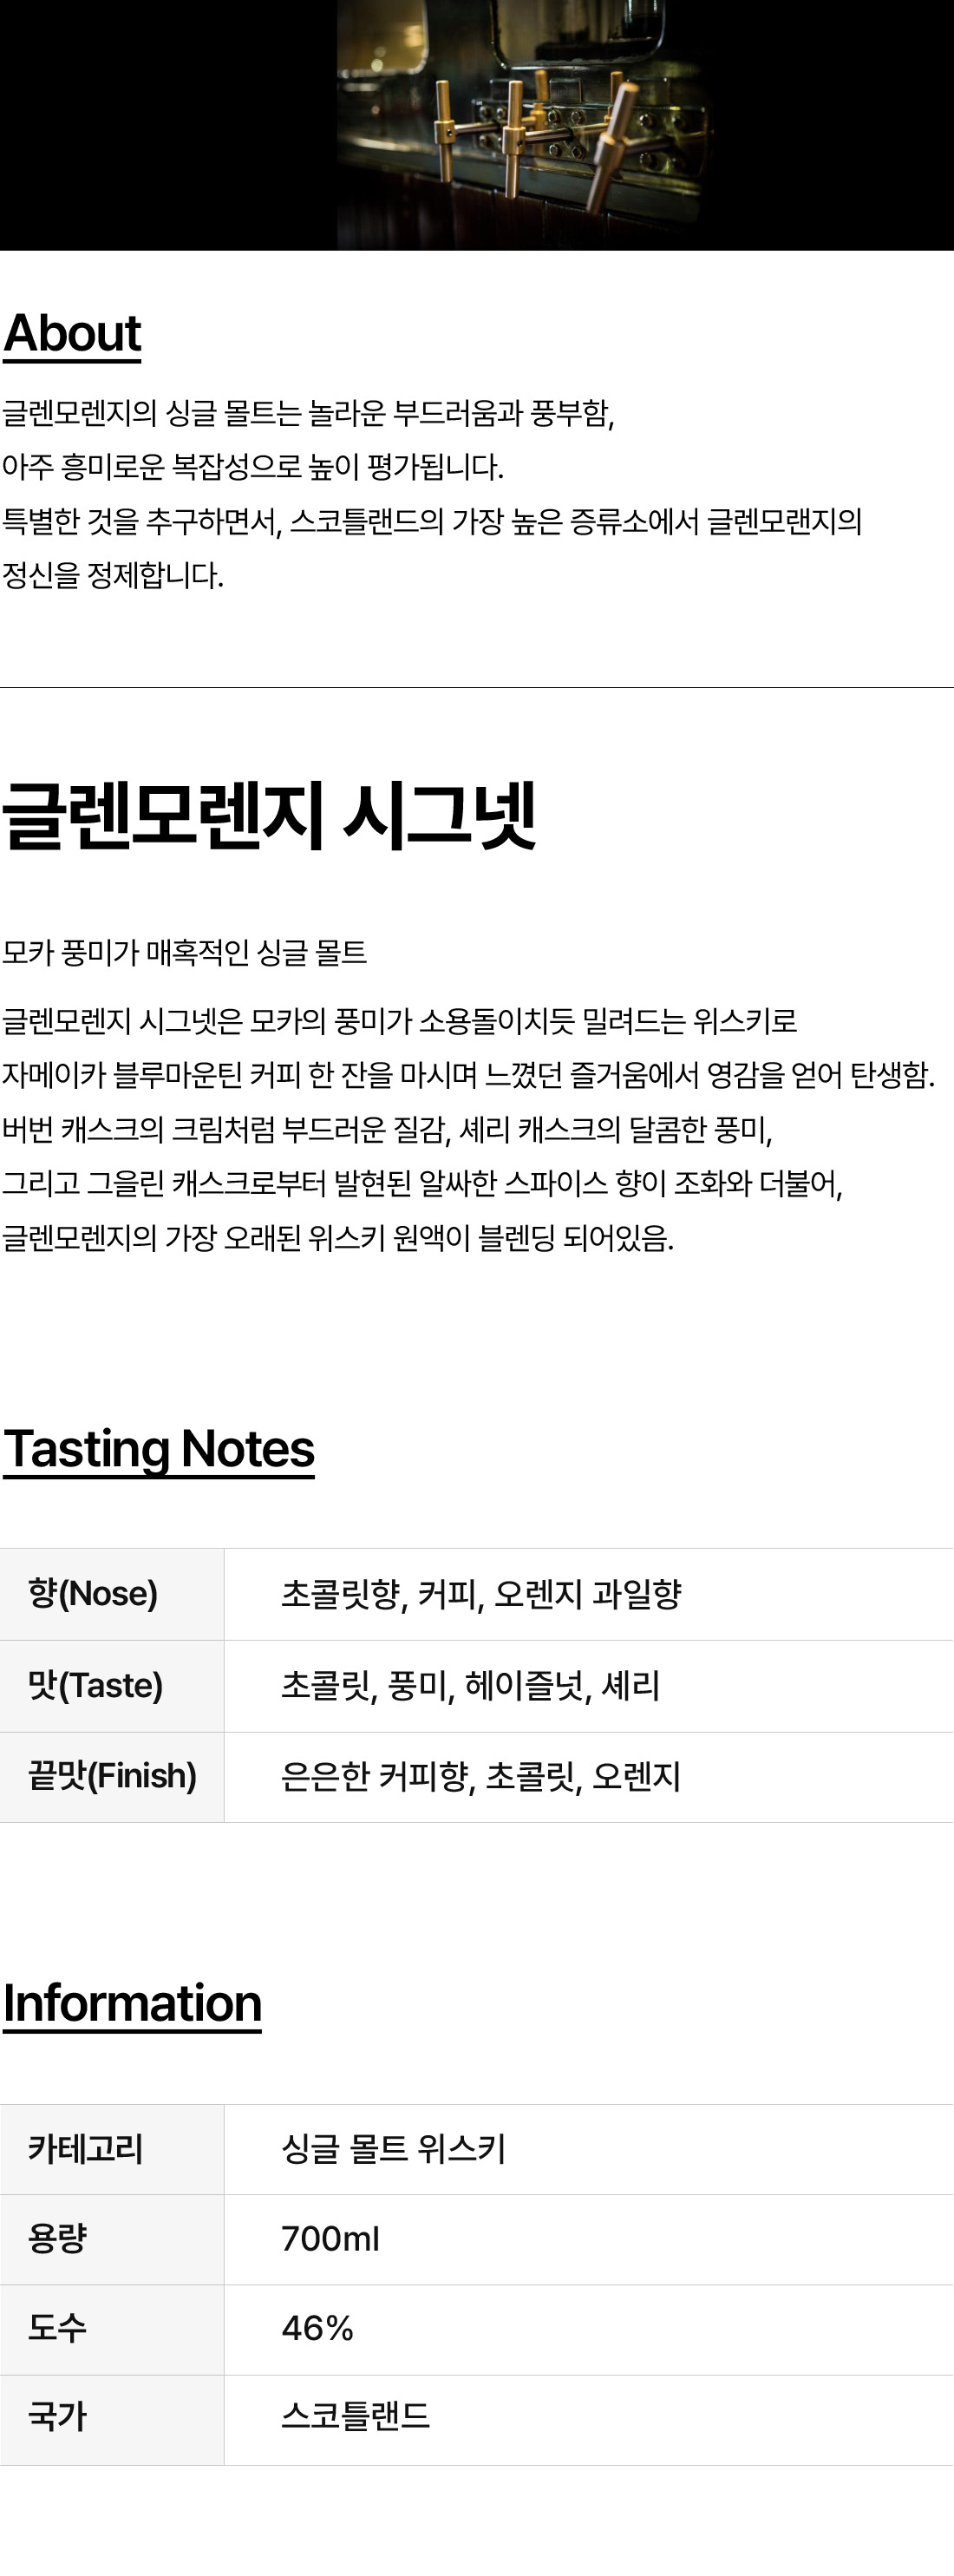 About
글렌모렌지의 싱글 몰트는 놀라운 부드러움과 풍부함,
아주 흥미로운 복잡성으로 높이 평가됩니다.
특별한 것을 추구하면서, 스코틀랜드의 가장 높은 증류소에서 글렌모랜지의
정신을 정제합니다.
글렌모렌지 시그넷
모카 풍미가 매혹적인 싱글 몰트
글렌모렌지 시그넷은 모카의 풍미가 소용돌이치듯 밀려드는 위스키로
자메이카 블루마운틴 커피 한 잔을 마시며 느꼈던 즐거움에서 영감을 얻어 탄생함.
버번 캐스크의 크림처럼 부드러운 질감, 셰리 캐스크의 달콤한 풍미,
그리고 그을린 캐스크로부터 발현된 알싸한 스파이스 향이 조화와 더불어,
글렌모렌지의 가장 오래된 위스키 원액이 블렌딩 되어있음.
Tasting Notes
향(Nose) 초콜릿향, 커피, 오렌지 과일향
맛(Taste) 초콜릿, 풍미, 헤이즐넛, 셰리
끝맛(Finish) 은은한 커피향, 초콜릿, 오렌지
Information
카테고리 싱글 몰트 위스키
용량 700ml
도수 46%
국가 스코틀랜드